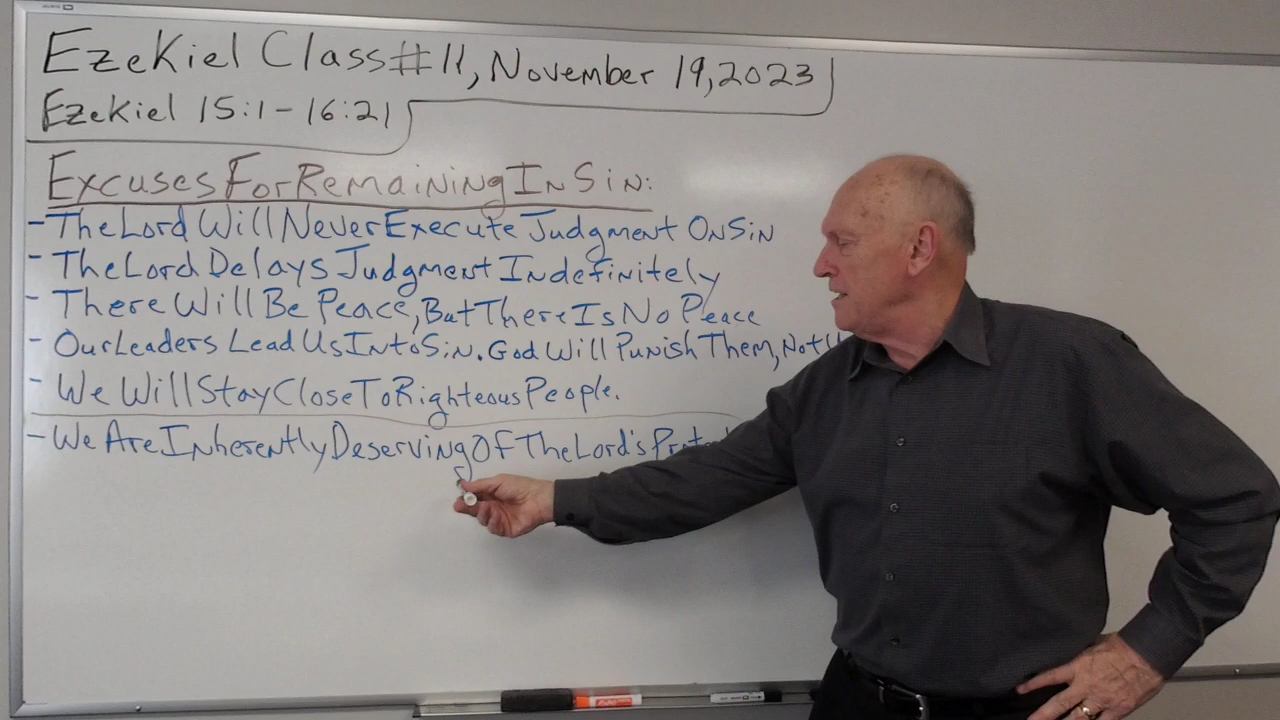 Ezekiel Class #11, November 19, 2023
Ezekiel 15:1-16:21
Excuses For Remaining In Sin:
- The Lord Will Never Execute Judgment On Sin
- The Lord Delays Judgment Indefinitely
- There Will Be Peace, But There Is No Peace
- Our Leaders Lead Us Into Sin. God Will Punish Them, Not
- We Will Stay Close To Righteous People.
- We Are Inherently Deserving Of The Lord's